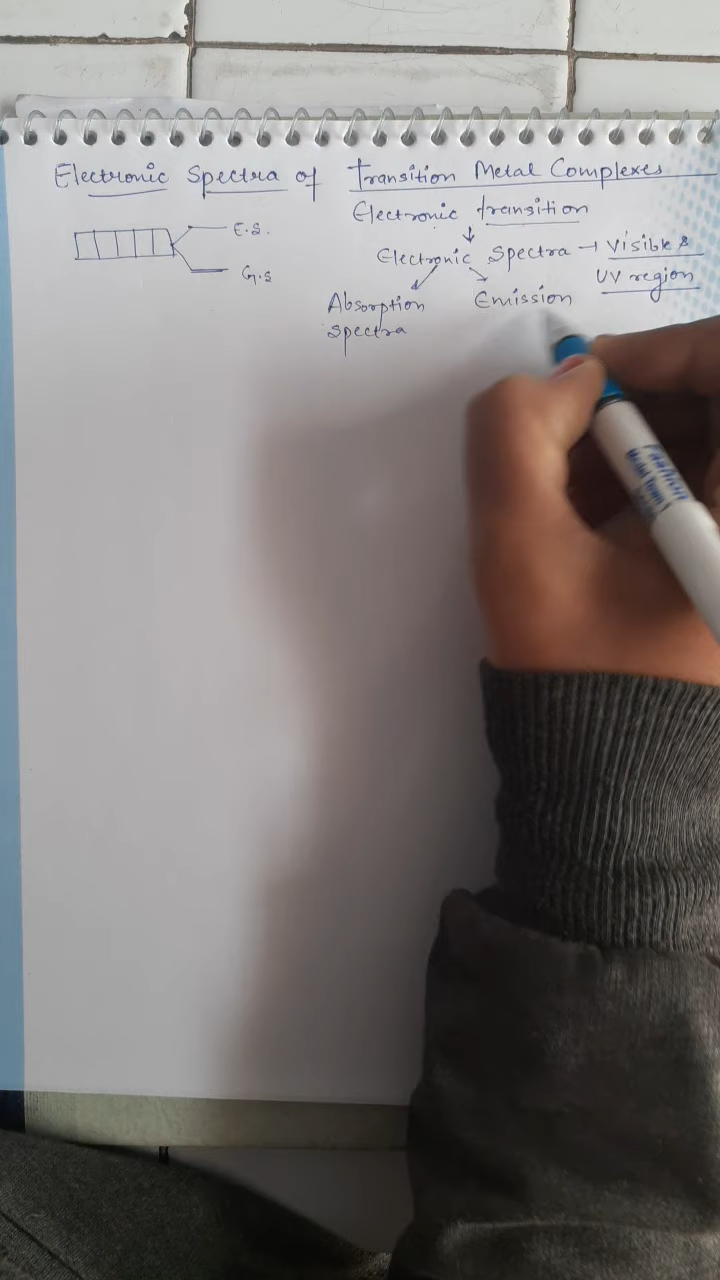 Electronic Spectra of Transition Metal Complexes
Electronic transition
E.S.
Electronic Spectra → Visible &
UV region
G.S
Absorption
spectra
Emission